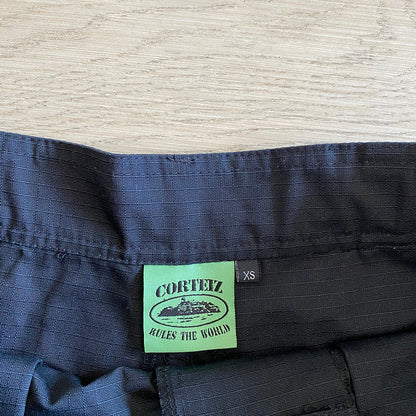 CORTEIZ
RULES THE WORLD
XS